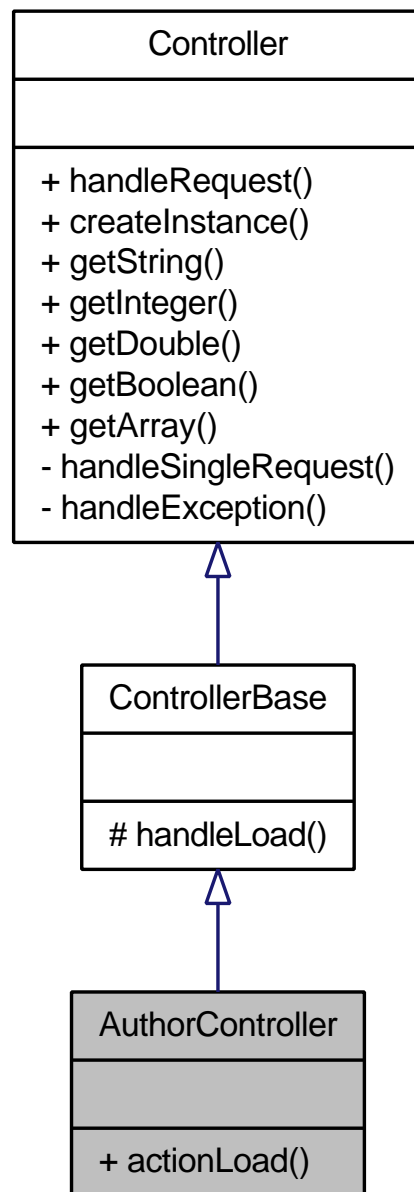 Controller
+ handleRequest()
+ createInstance()
+ getString()
+ getInteger()
+ getDouble()
+ getBoolean()
+ getArray()
- handleSingleRequest()
- handleException()
ControllerBase
# handleLoad()
AuthorController
+ actionLoad()